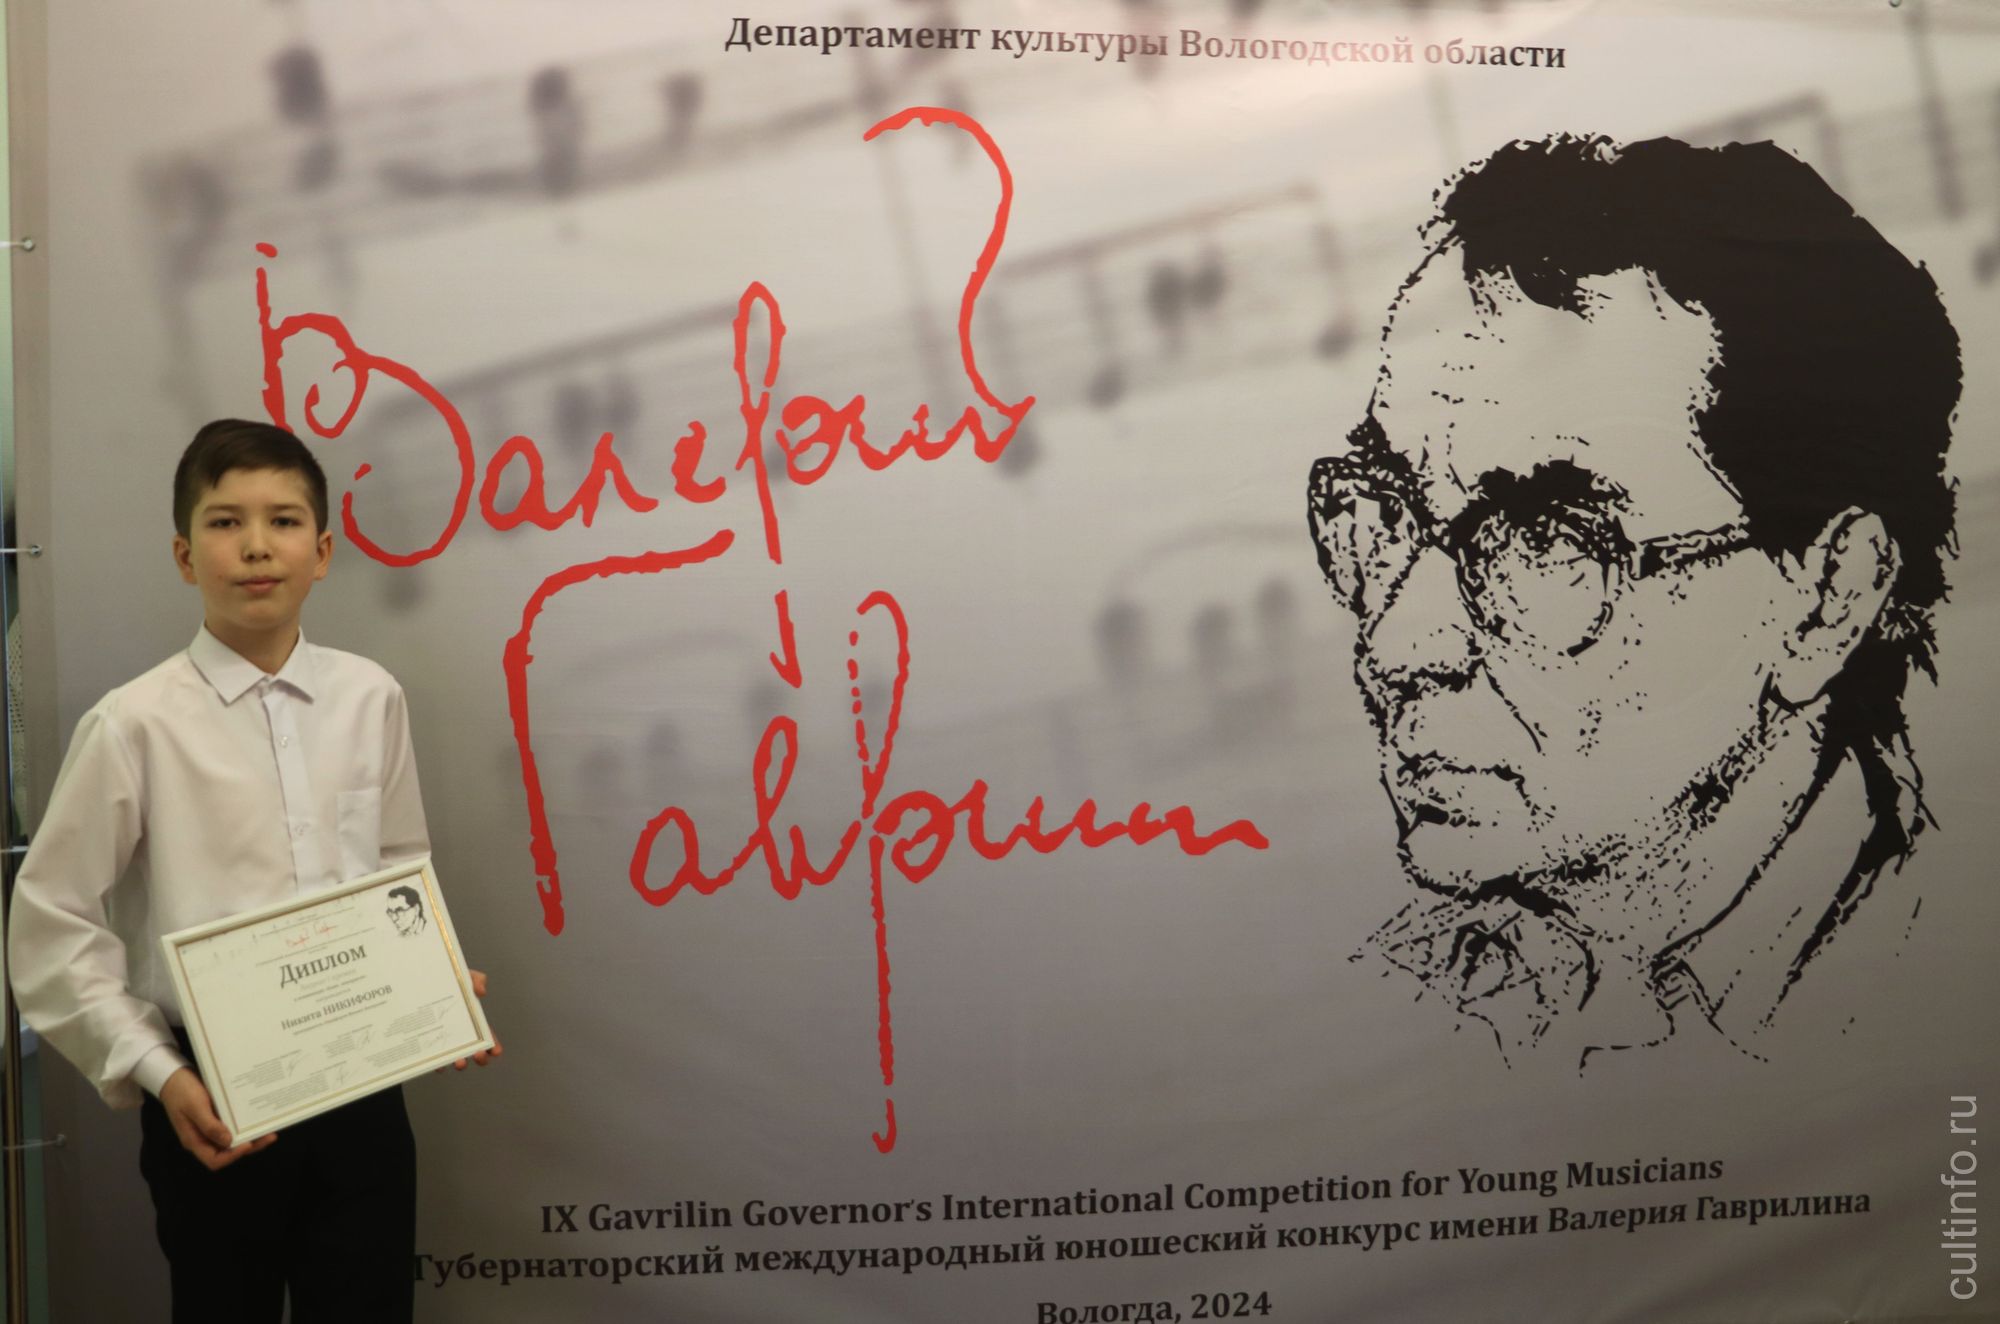 Департамент культуры Вологодской области
Валерий
Гаврилин
Диплом
Никита НИКИФОРОВ
IX Gavrilin Governor's International Competition for Young Musicians
Губернаторский международный юношеский конкурс имени Валерия Гаврилина
Вологда, 2024
cultinfo.ru